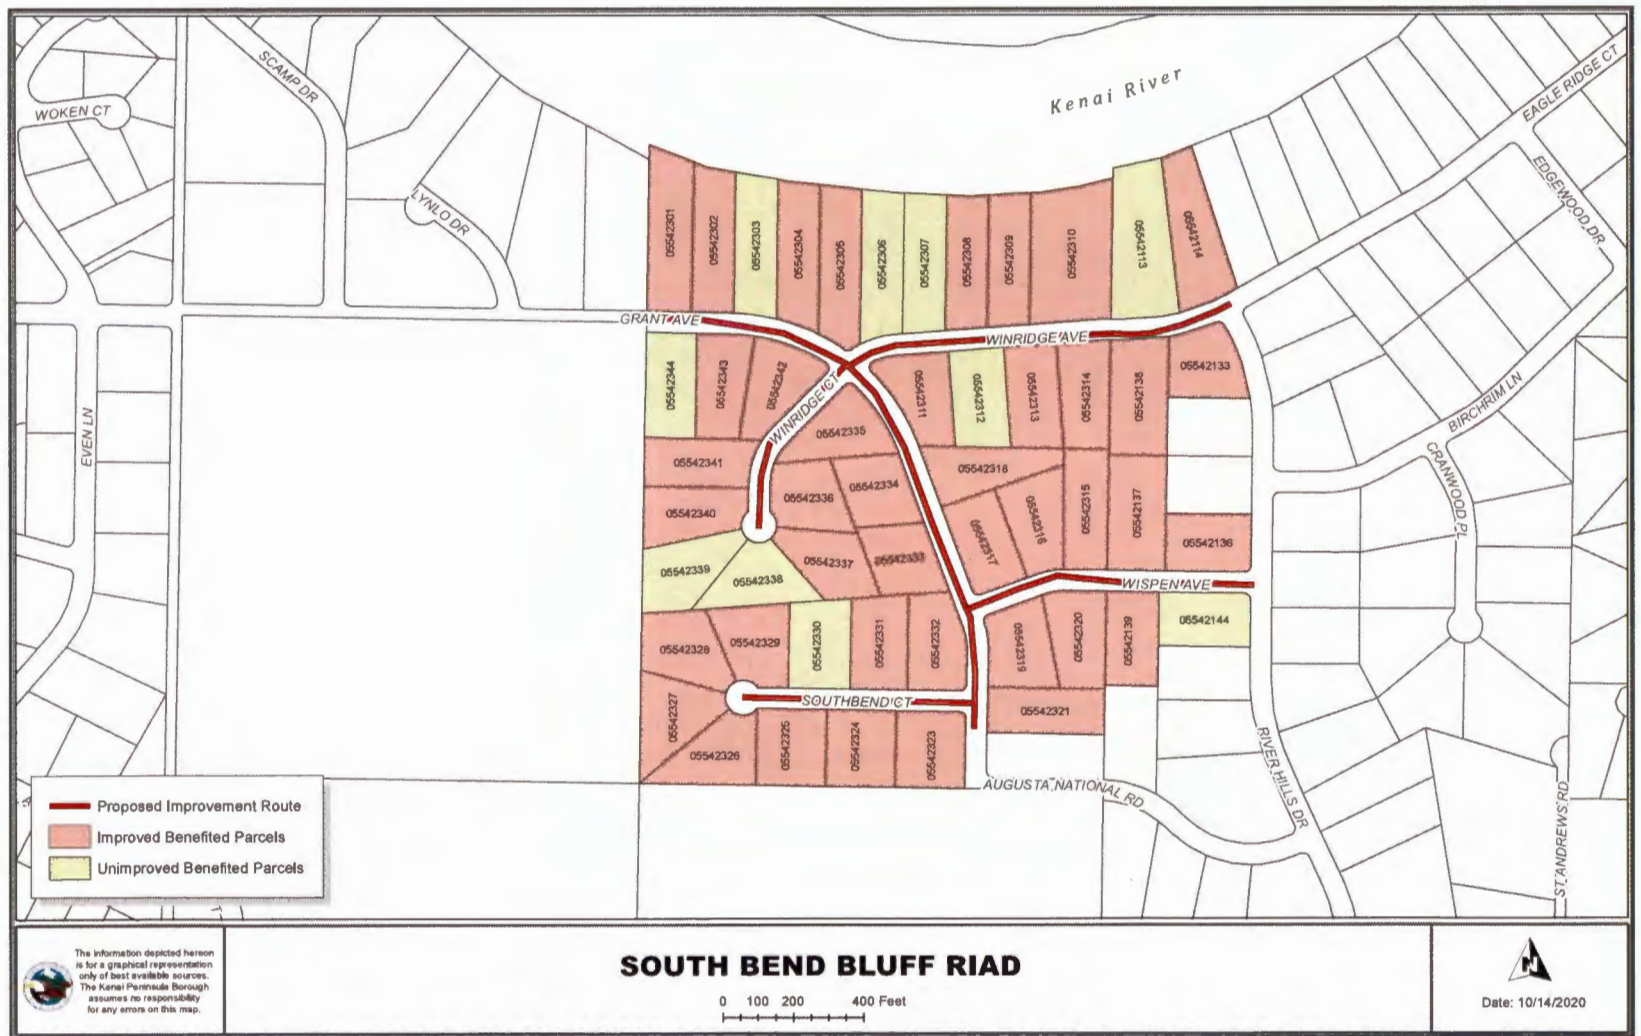 Kenai River
EAGLE RIDGE CT
SCAMP DR
WOKEN CT
EDGEWOOD DR
LYNLO DR
05542301
05542302
05542303
05542304
05542305
05542306
05542307
05542308
05542309
05542310
05542113
05542114
GRANT AVE
WINRIDGE AVE
05542344
05542343
05542342
WINRIDGE CT
05542311
05542312
05542313
05542314
05542138
05542133
BIRCHRIM LN
EVEN LN
05542335
05542341
05542336
05542334
05542318
CRANWOOD PL
05542340
05542317
05542316
05542315
05542137
05542136
05542339
05542338
05542337
05542333
WISPEN AVE
05542328
05542329
05542330
05542331
05542332
05542319
05542320
05542139
05542144
05542327
SOUTHBEND CT
05542321
05542326
05542325
05542324
05542323
RIVER HILLS DR
AUGUSTA NATIONAL RD
ST ANDREWS RD
Proposed Improvement Route
Improved Benefited Parcels
Unimproved Benefited Parcels
The information depicted hereon
is for a graphical representation
only of best available sources.
The Kenai Peninsula Borough
assumes no responsibility
for any errors on this map.
SOUTH BEND BLUFF RIAD
0 100 200 400 Feet
N
Date: 10/14/2020